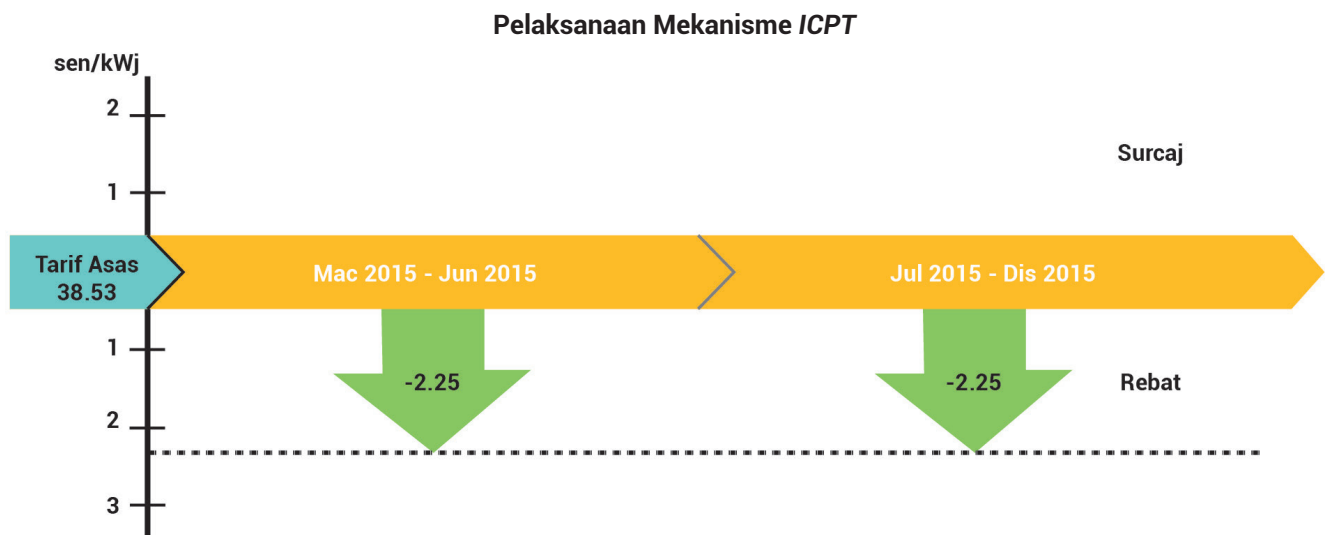 Pelaksanaan Mekanisme ICPT
sen/kWj
2
Surcaj
1
Tarif Asas
38.53
Mac 2015 - Jun 2015
Jul 2015 - Dis 2015
1
-2.25
-2.25
Rebat
2
3